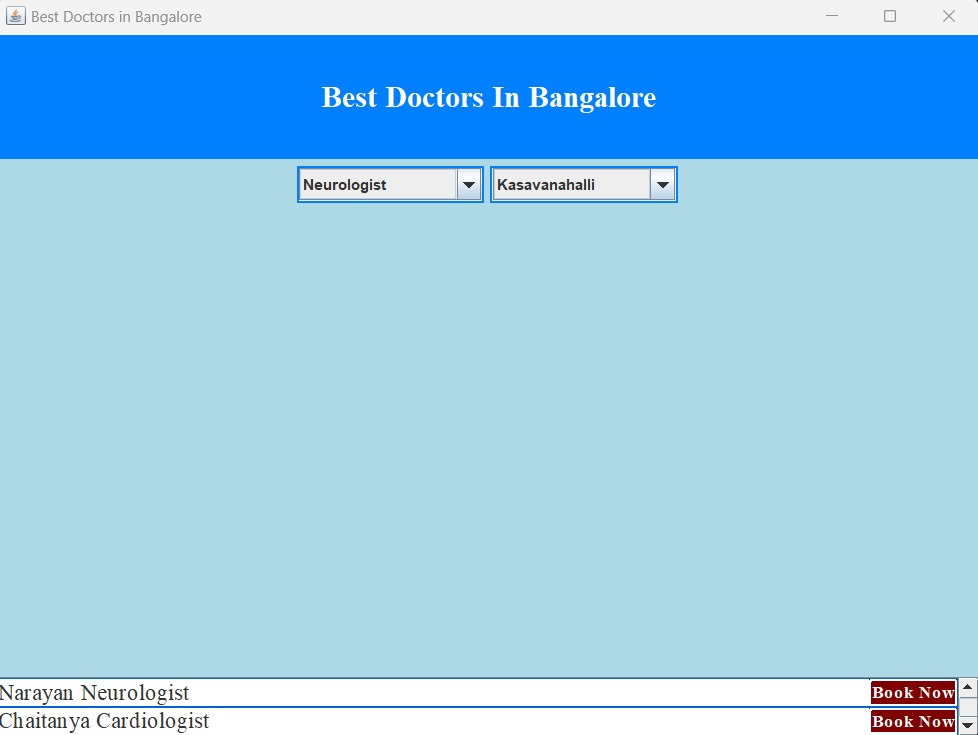 Best Doctors in Bangalore
Best Doctors In Bangalore
Neurologist Kasavanahalli
Narayan Neurologist Book Now
Chaitanya Cardiologist Book Now